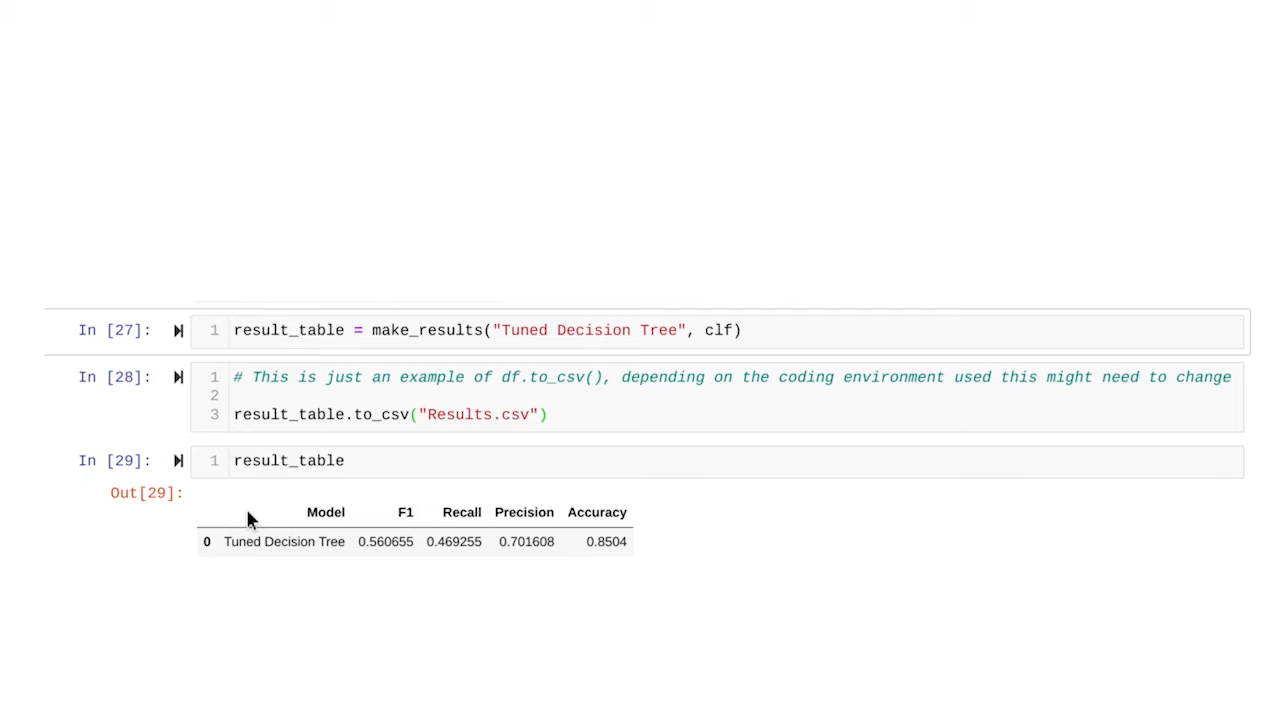 In [27]: 1 result_table = make_results("Tuned Decision Tree", clf)
In [28]: 1 # This is just an example of df.to_csv(), depending on the coding environment used this might need to change
2
3 result_table.to_csv("Results.csv")
In [29]: 1 result_table
Out[29]:
Model F1 Recall Precision Accuracy
0 Tuned Decision Tree 0.560655 0.469255 0.701608 0.8504